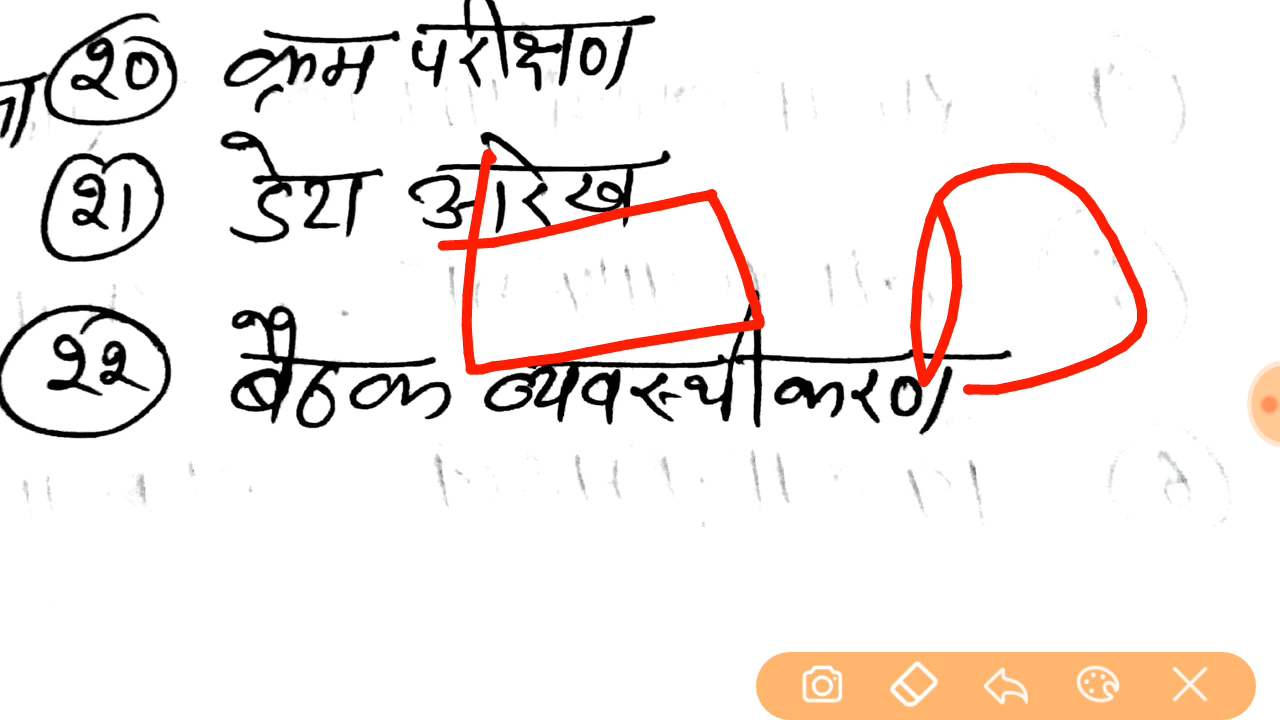 २० क्रम परीक्षण
२१ डेटा आरेख
२२ बैठक व्यवस्थीकरण